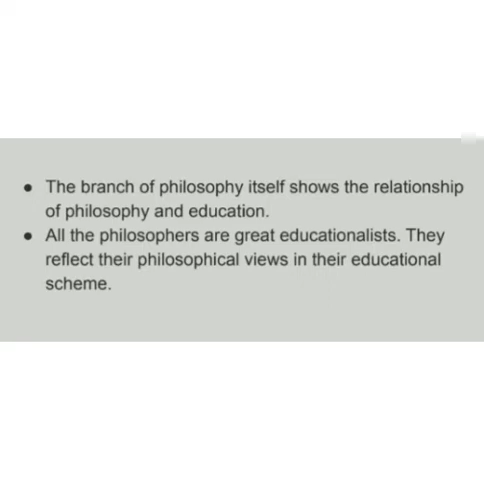 ● The branch of philosophy itself shows the relationship
of philosophy and education.
● All the philosophers are great educationalists. They
reflect their philosophical views in their educational
scheme.